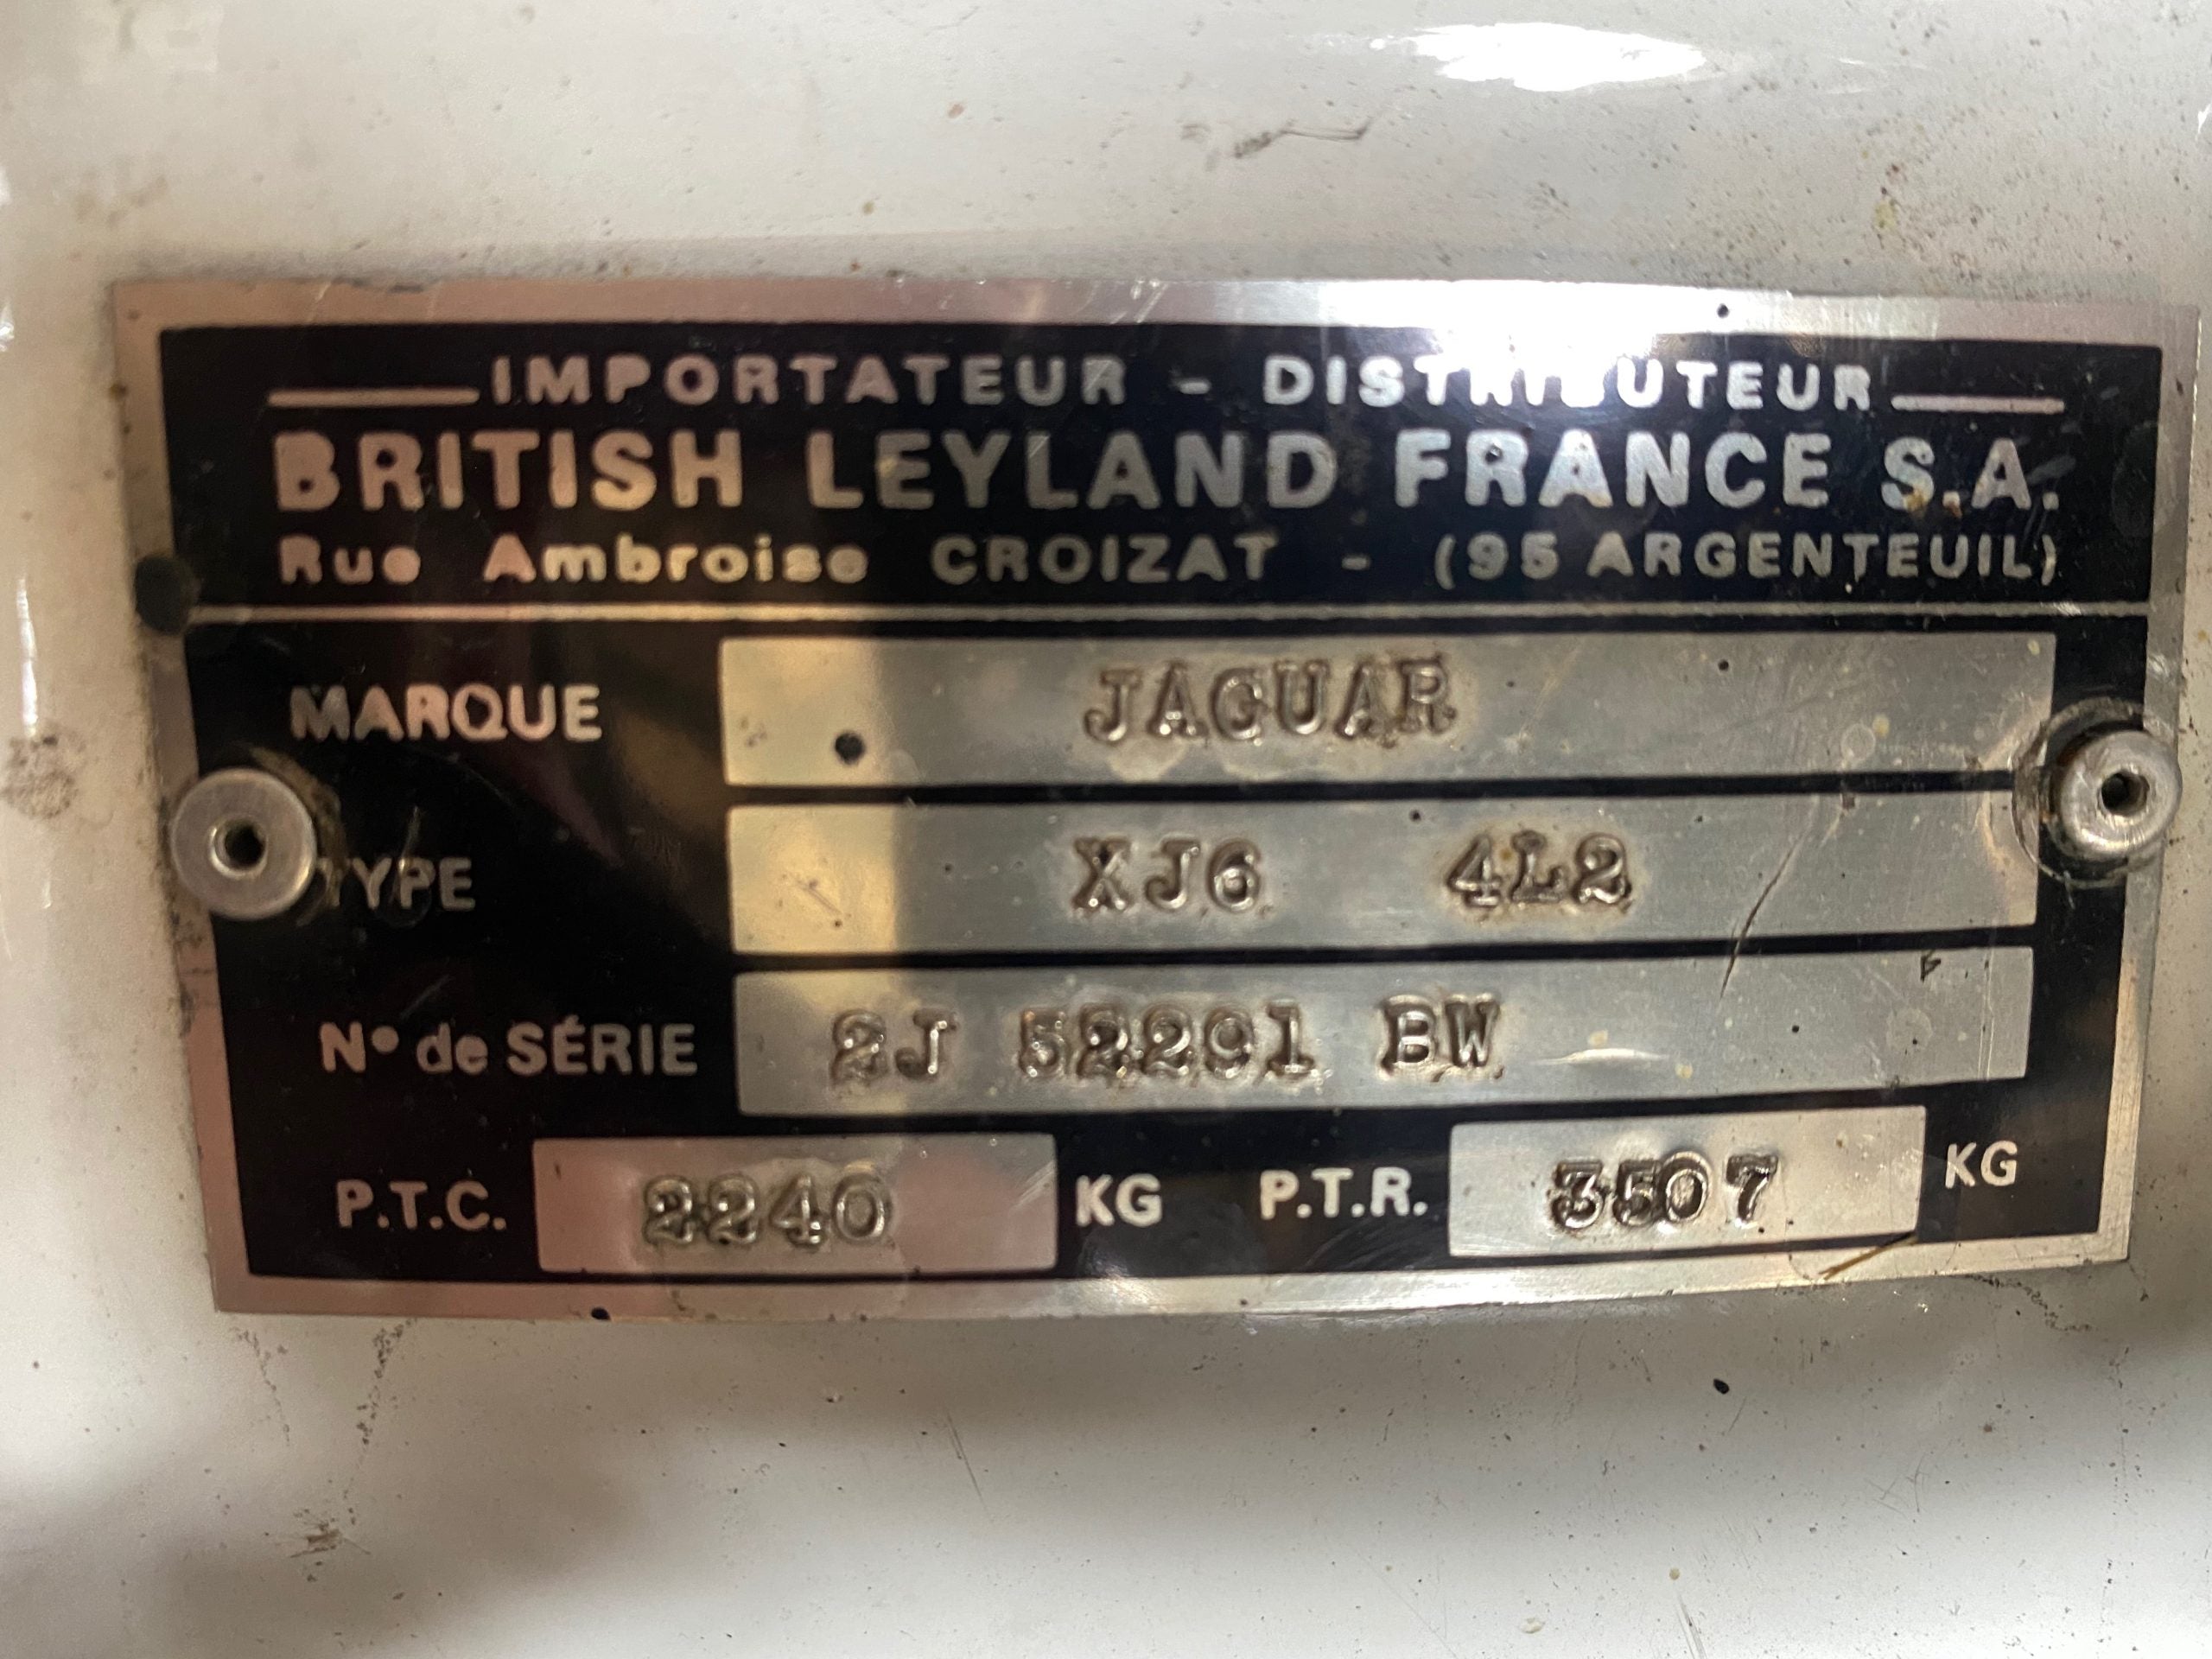 IMPORTATEUR - DISTRIBUTEUR
BRITISH LEYLAND FRANCE S.A.
Rue Ambroise CROIZAT - (95 ARGENTEUIL)
MARQUE JAGUAR
TYPE XJ6 4L2
N° de SÉRIE 2J 52291 BW
P.T.C. 2240 KG P.T.R. 3507 KG